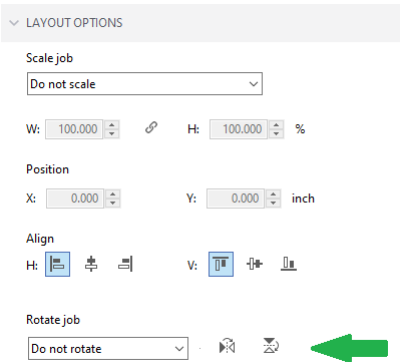 LAYOUT OPTIONS
Scale job
Do not scale
W: 100.000 H: 100.000 %
Position
X: 0.000 Y: 0.000 inch
Align
H: V:
Rotate job
Do not rotate